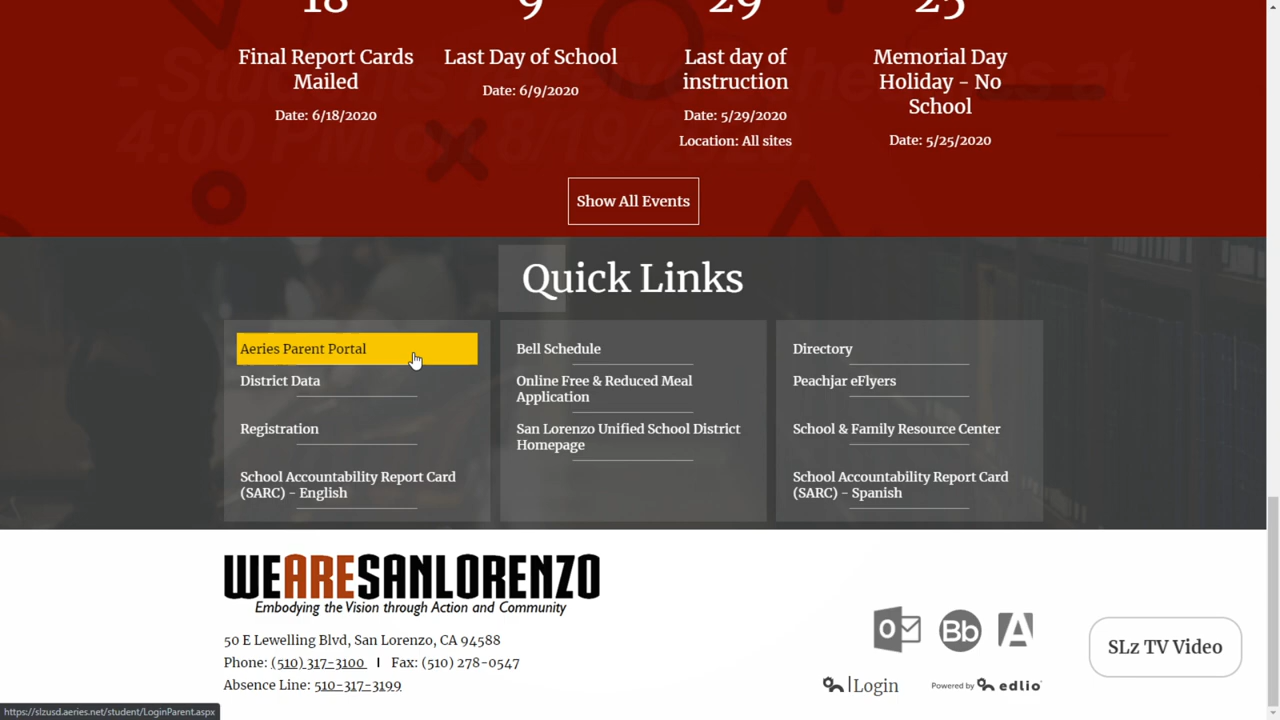 18
9
29
25
Final Report Cards
Mailed
Date: 6/18/2020
Last Day of School
Date: 6/9/2020
Last day of
instruction
Date: 5/29/2020
Location: All sites
Memorial Day
Holiday - No
School
Date: 5/25/2020
Show All Events
Quick Links
Aeries Parent Portal
District Data
Registration
School Accountability Report Card
(SARC) - English
Bell Schedule
Online Free & Reduced Meal
Application
San Lorenzo Unified School District
Homepage
Directory
Peachjar eFlyers
School & Family Resource Center
School Accountability Report Card
(SARC) - Spanish
WEARESANLORENZO
Embodying the Vision through Action and Community
50 E Lewelling Blvd, San Lorenzo, CA 94588
Phone: (510) 317-3100 | Fax: (510) 278-0547
Absence Line: 510-317-3199
O Bb A
Login
Powered by edlio
SLz TV Video
https://slzusd.aeries.net/student/LoginParent.aspx